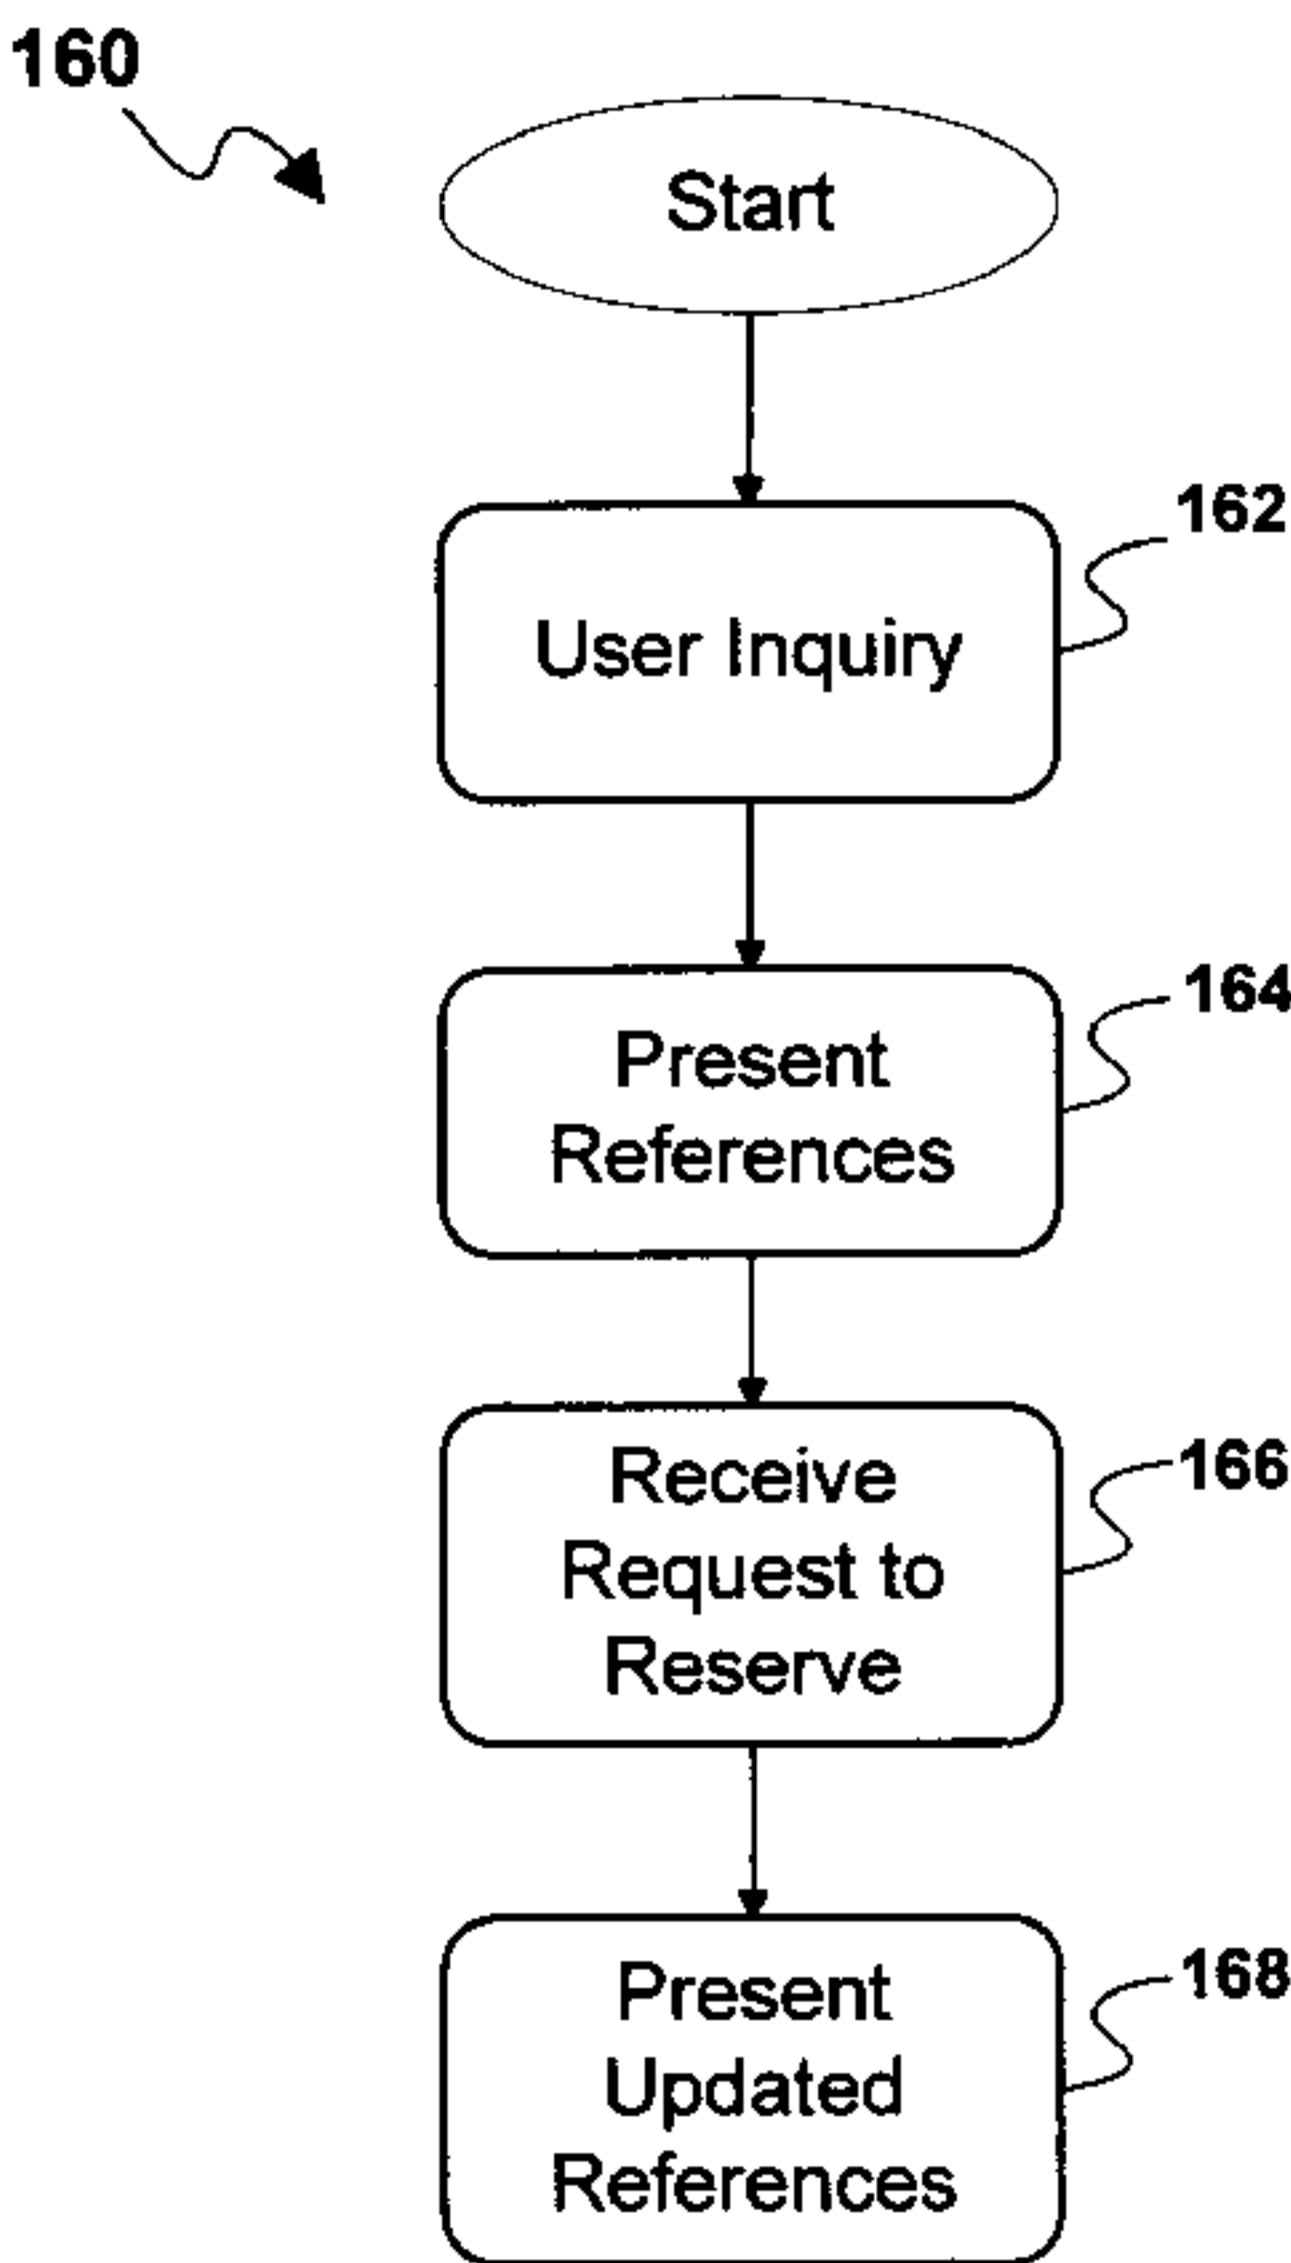 160
Start
162
User Inquiry
164
Present
References
166
Receive
Request to
Reserve
168
Present
Updated
References